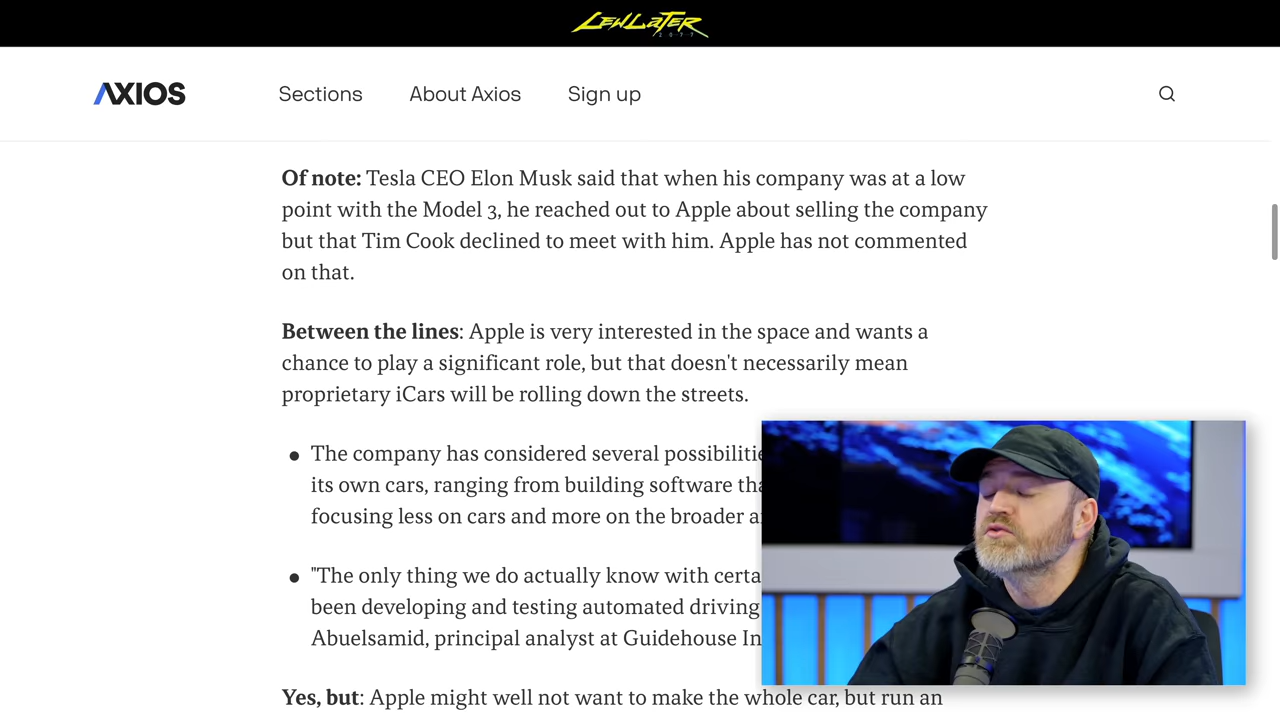 LEWLATER
2077
AXIOS
Sections
About Axios
Sign up
Of note: Tesla CEO Elon Musk said that when his company was at a low
point with the Model 3, he reached out to Apple about selling the company
but that Tim Cook declined to meet with him. Apple has not commented
on that.
Between the lines: Apple is very interested in the space and wants a
chance to play a significant role, but that doesn't necessarily mean
proprietary iCars will be rolling down the streets.
• The company has considered several
its own cars, ranging from building software
focusing less on cars and more on the broader
• "The only thing we do actually know with
been developing and testing automated driving
Abuelsamid, principal analyst at Guidehouse
Yes, but: Apple might well not want to make the whole car, but run an